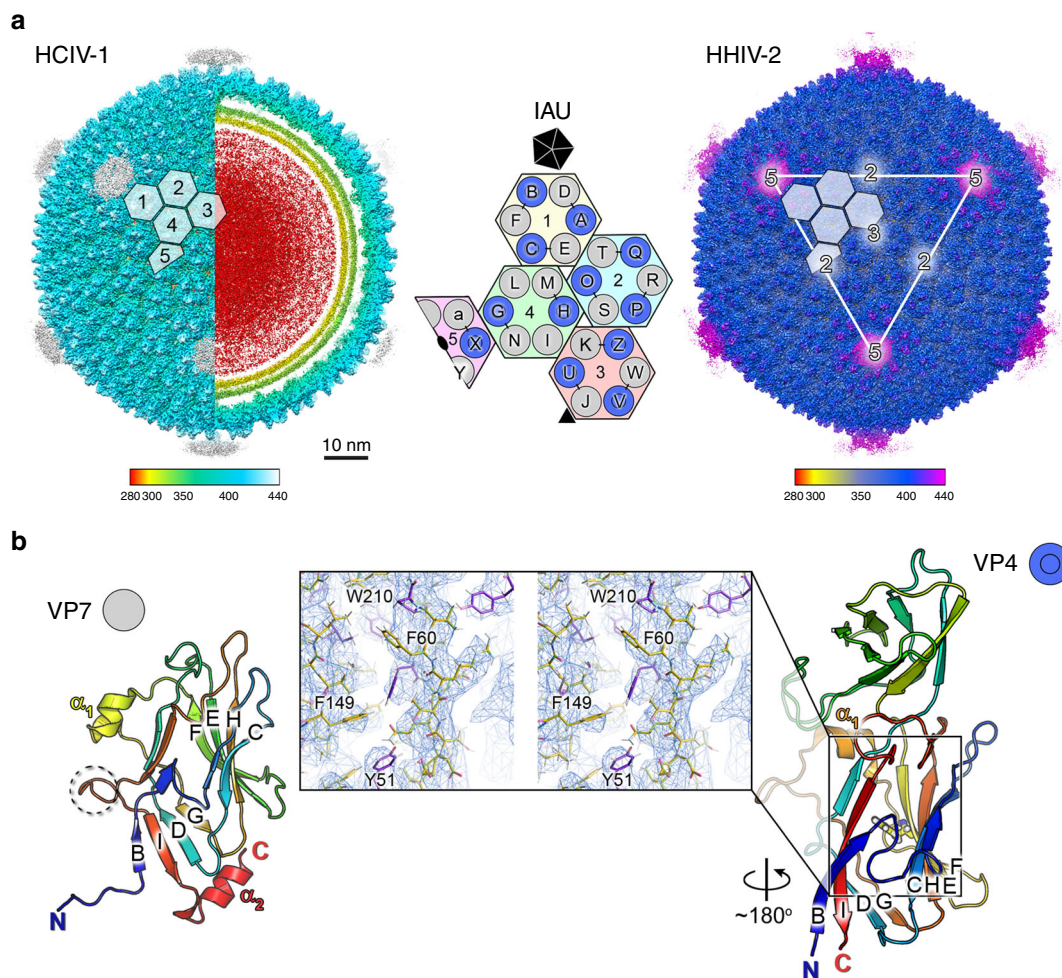 a
HCIV-1
IAU
HHIV-2
1
2
3
4
5
B
D
F
1
A
C
E
T
Q
O
2
R
S
P
L
M
G
4
H
N
I
a
5
X
Y
K
Z
U
3
W
J
V
5
2
5
3
2
2
5
10 nm
280 300 350 400 440
280 300 350 400 440
b
VP7
VP4
W210
F60
F149
Y51
W210
F60
F149
Y51
α1
F E H C
B I D G
C
α2
N
α1
~180o
B I D G C H E F
N C